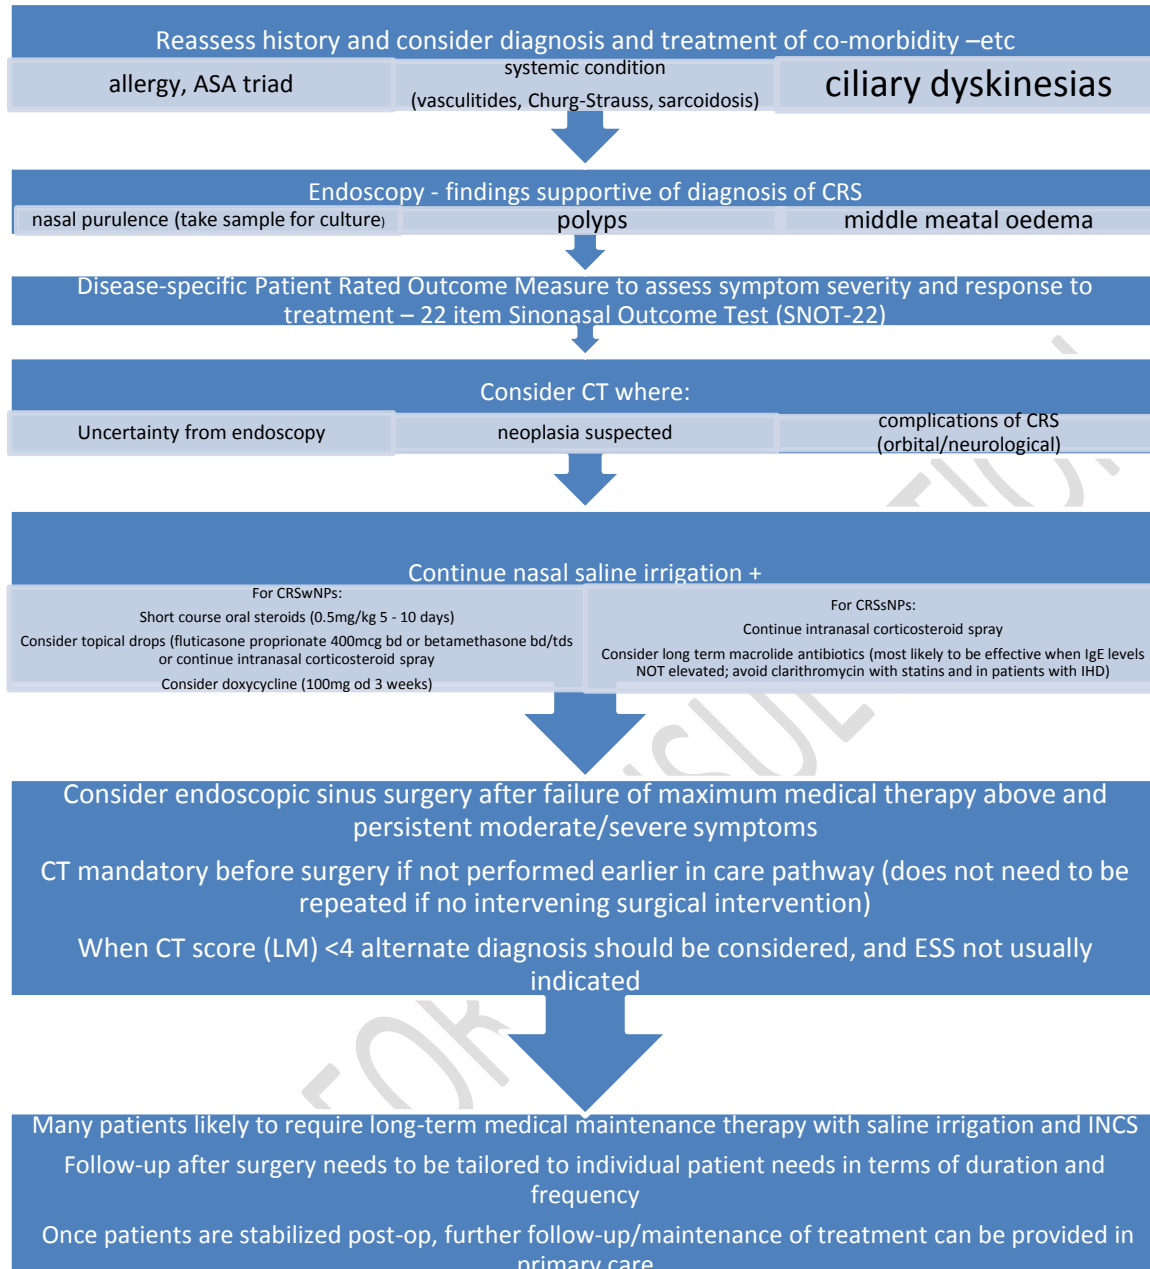 Reassess history and consider diagnosis and treatment of co-morbidity –etc
allergy, ASA triad
systemic condition
(vasculitides, Churg-Strauss, sarcoidosis)
ciliary dyskinesias
Endoscopy - findings supportive of diagnosis of CRS
nasal purulence (take sample for culture)
polyps
middle meatal oedema
Disease-specific Patient Rated Outcome Measure to assess symptom severity and response to
treatment – 22 item Sinonasal Outcome Test (SNOT-22)
Consider CT where:
Uncertainty from endoscopy
neoplasia suspected
complications of CRS
(orbital/neurological)
Continue nasal saline irrigation +
For CRSwNPs:
Short course oral steroids (0.5mg/kg 5 - 10 days)
Consider topical drops (fluticasone proprionate 400mcg bd or betamethasone bd/tds
or continue intranasal corticosteroid spray
Consider doxycycline (100mg od 3 weeks)
For CRSsNPs:
Continue intranasal corticosteroid spray
Consider long term macrolide antibiotics (most likely to be effective when IgE levels
NOT elevated; avoid clarithromycin with statins and in patients with IHD)
Consider endoscopic sinus surgery after failure of maximum medical therapy above and
persistent moderate/severe symptoms
CT mandatory before surgery if not performed earlier in care pathway (does not need to be
repeated if no intervening surgical intervention)
When CT score (LM) <4 alternate diagnosis should be considered, and ESS not usually
indicated
Many patients likely to require long-term medical maintenance therapy with saline irrigation and INCS
Follow-up after surgery needs to be tailored to individual patient needs in terms of duration and
frequency
Once patients are stabilized post-op, further follow-up/maintenance of treatment can be provided in
primary care
FOR